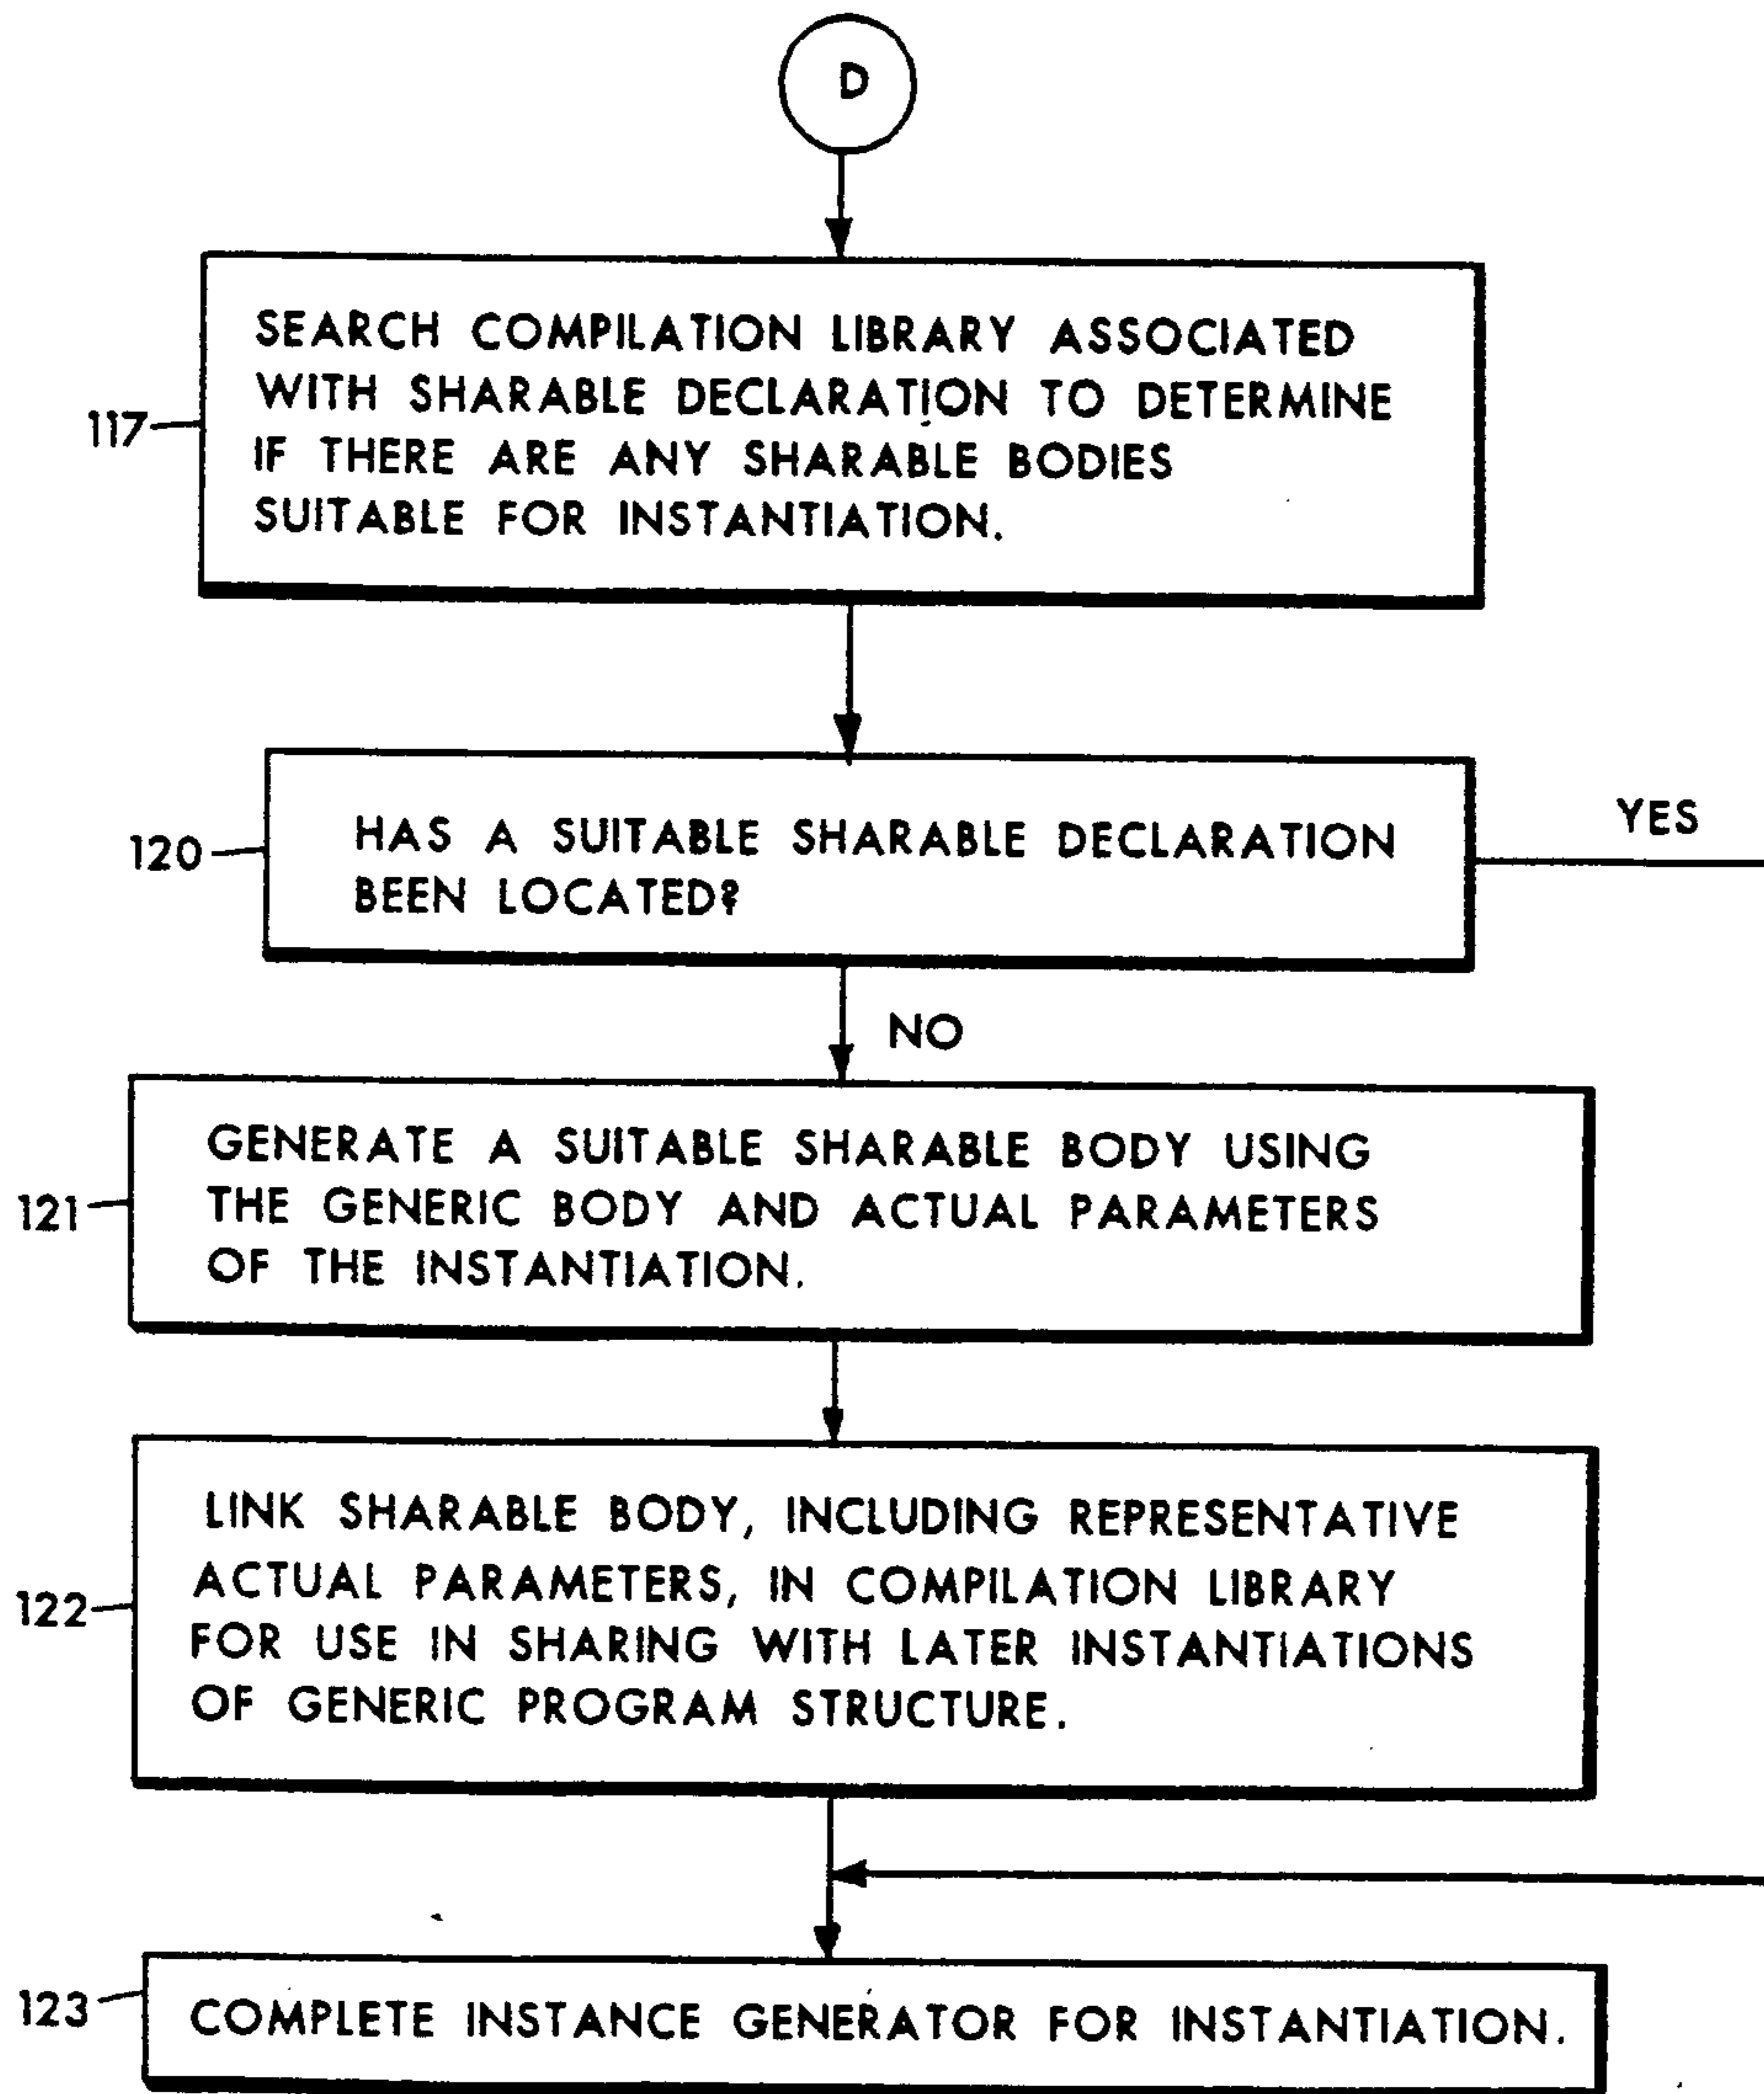 D
SEARCH COMPILATION LIBRARY ASSOCIATED
WITH SHARABLE DECLARATION TO DETERMINE
IF THERE ARE ANY SHARABLE BODIES
SUITABLE FOR INSTANTIATION.
117
HAS A SUITABLE SHARABLE DECLARATION
BEEN LOCATED?
120
YES
NO
GENERATE A SUITABLE SHARABLE BODY USING
THE GENERIC BODY AND ACTUAL PARAMETERS
OF THE INSTANTIATION.
121
LINK SHARABLE BODY, INCLUDING REPRESENTATIVE
ACTUAL PARAMETERS, IN COMPILATION LIBRARY
FOR USE IN SHARING WITH LATER INSTANTIATIONS
OF GENERIC PROGRAM STRUCTURE.
122
COMPLETE INSTANCE GENERATOR FOR INSTANTIATION.
123